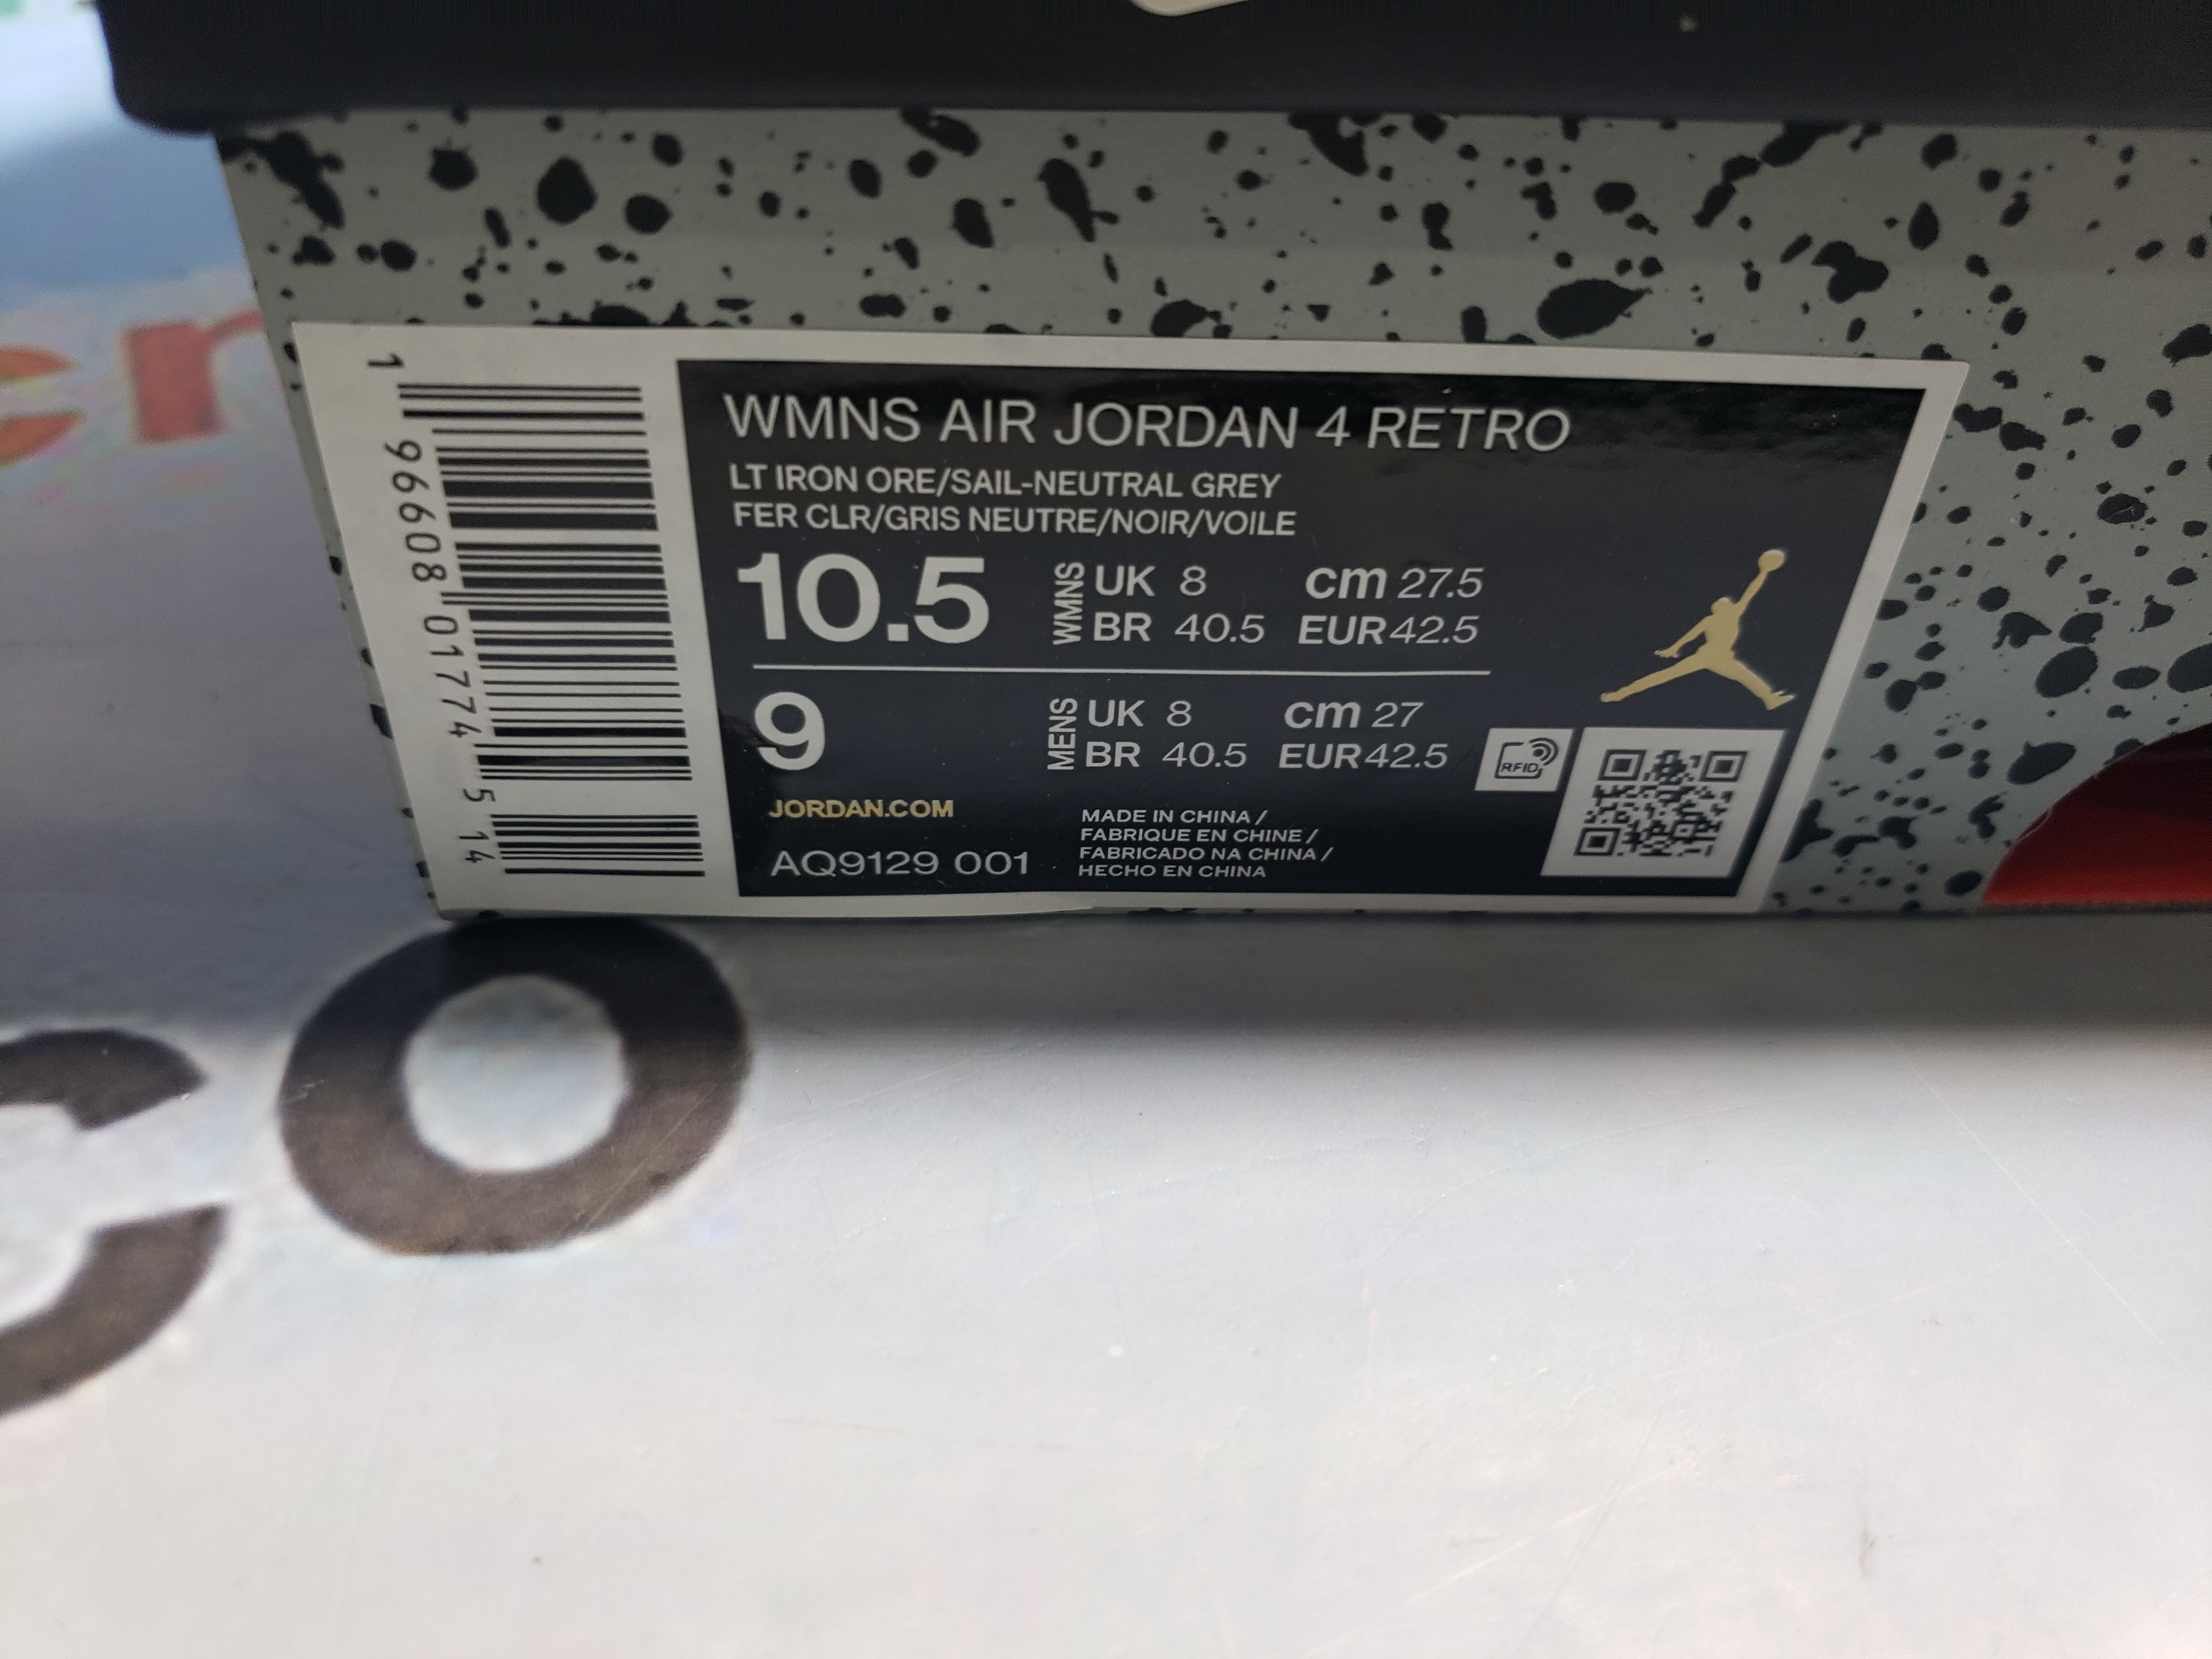 WMNS AIR JORDAN 4 RETRO
LT IRON ORE/SAIL-NEUTRAL GREY
FER CLR/GRIS NEUTRE/NOIR/VOILE
10.5 WMNS UK 8 cm 27.5
BR 40.5 EUR 42.5
9 MENS UK 8 cm 27
BR 40.5 EUR 42.5
RFID
JORDAN.COM
AQ9129 001
MADE IN CHINA /
FABRIQUE EN CHINE /
FABRICADO NA CHINA /
HECHO EN CHINA
1 96608 01774 5 14
cn
co